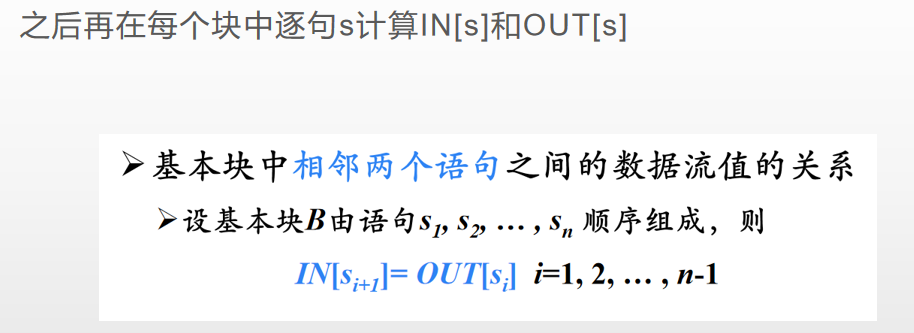 之后再在每个块中逐句s计算IN[s]和OUT[s]
➢基本块中相邻两个语句之间的数据流值的关系
➢设基本块B由语句s₁, s₂, … , sₙ 顺序组成，则
IN[sᵢ₊₁]= OUT[sᵢ] i=1, 2, … , n-1